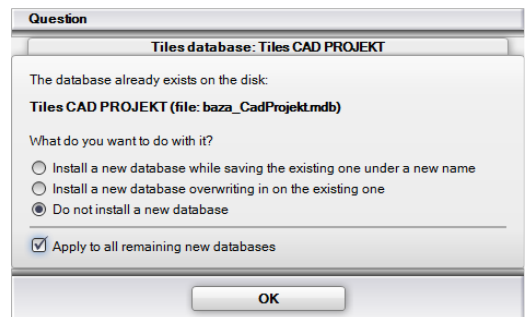 Question
Tiles database: Tiles CAD PROJEKT
The database already exists on the disk:
Tiles CAD PROJEKT (file: baza_CadProjekt.mdb)
What do you want to do with it?
Install a new database while saving the existing one under a new name
Install a new database overwriting in on the existing one
Do not install a new database
Apply to all remaining new databases
OK